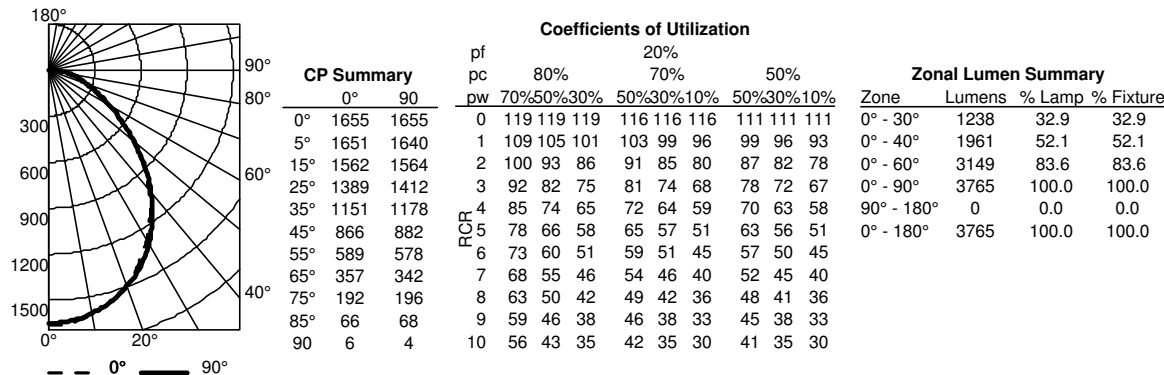 180°
90°
80°
60°
40°
300
600
900
1200
1500
0° 20°
0° 90°
CP Summary
0° 90
0° 1655 1655
5° 1651 1640
15° 1562 1564
25° 1389 1412
35° 1151 1178
45° 866 882
55° 589 578
65° 357 342
75° 192 196
85° 66 68
90 6 4
Coefficients of Utilization
pf 20%
pc 80% 70% 50%
pw 70%50%30% 50%30%10% 50%30%10%
RCR
0 119 119 119 116 116 116 111 111 111
1 109 105 101 103 99 96 99 96 93
2 100 93 86 91 85 80 87 82 78
3 92 82 75 81 74 68 78 72 67
4 85 74 65 72 64 59 70 63 58
5 78 66 58 65 57 51 63 56 51
6 73 60 51 59 51 45 57 50 45
7 68 55 46 54 46 40 52 45 40
8 63 50 42 49 42 36 48 41 36
9 59 46 38 46 38 33 45 38 33
10 56 43 35 42 35 30 41 35 30
Zonal Lumen Summary
Zone Lumens % Lamp % Fixture
0° - 30° 1238 32.9 32.9
0° - 40° 1961 52.1 52.1
0° - 60° 3149 83.6 83.6
0° - 90° 3765 100.0 100.0
90° - 180° 0 0.0 0.0
0° - 180° 3765 100.0 100.0